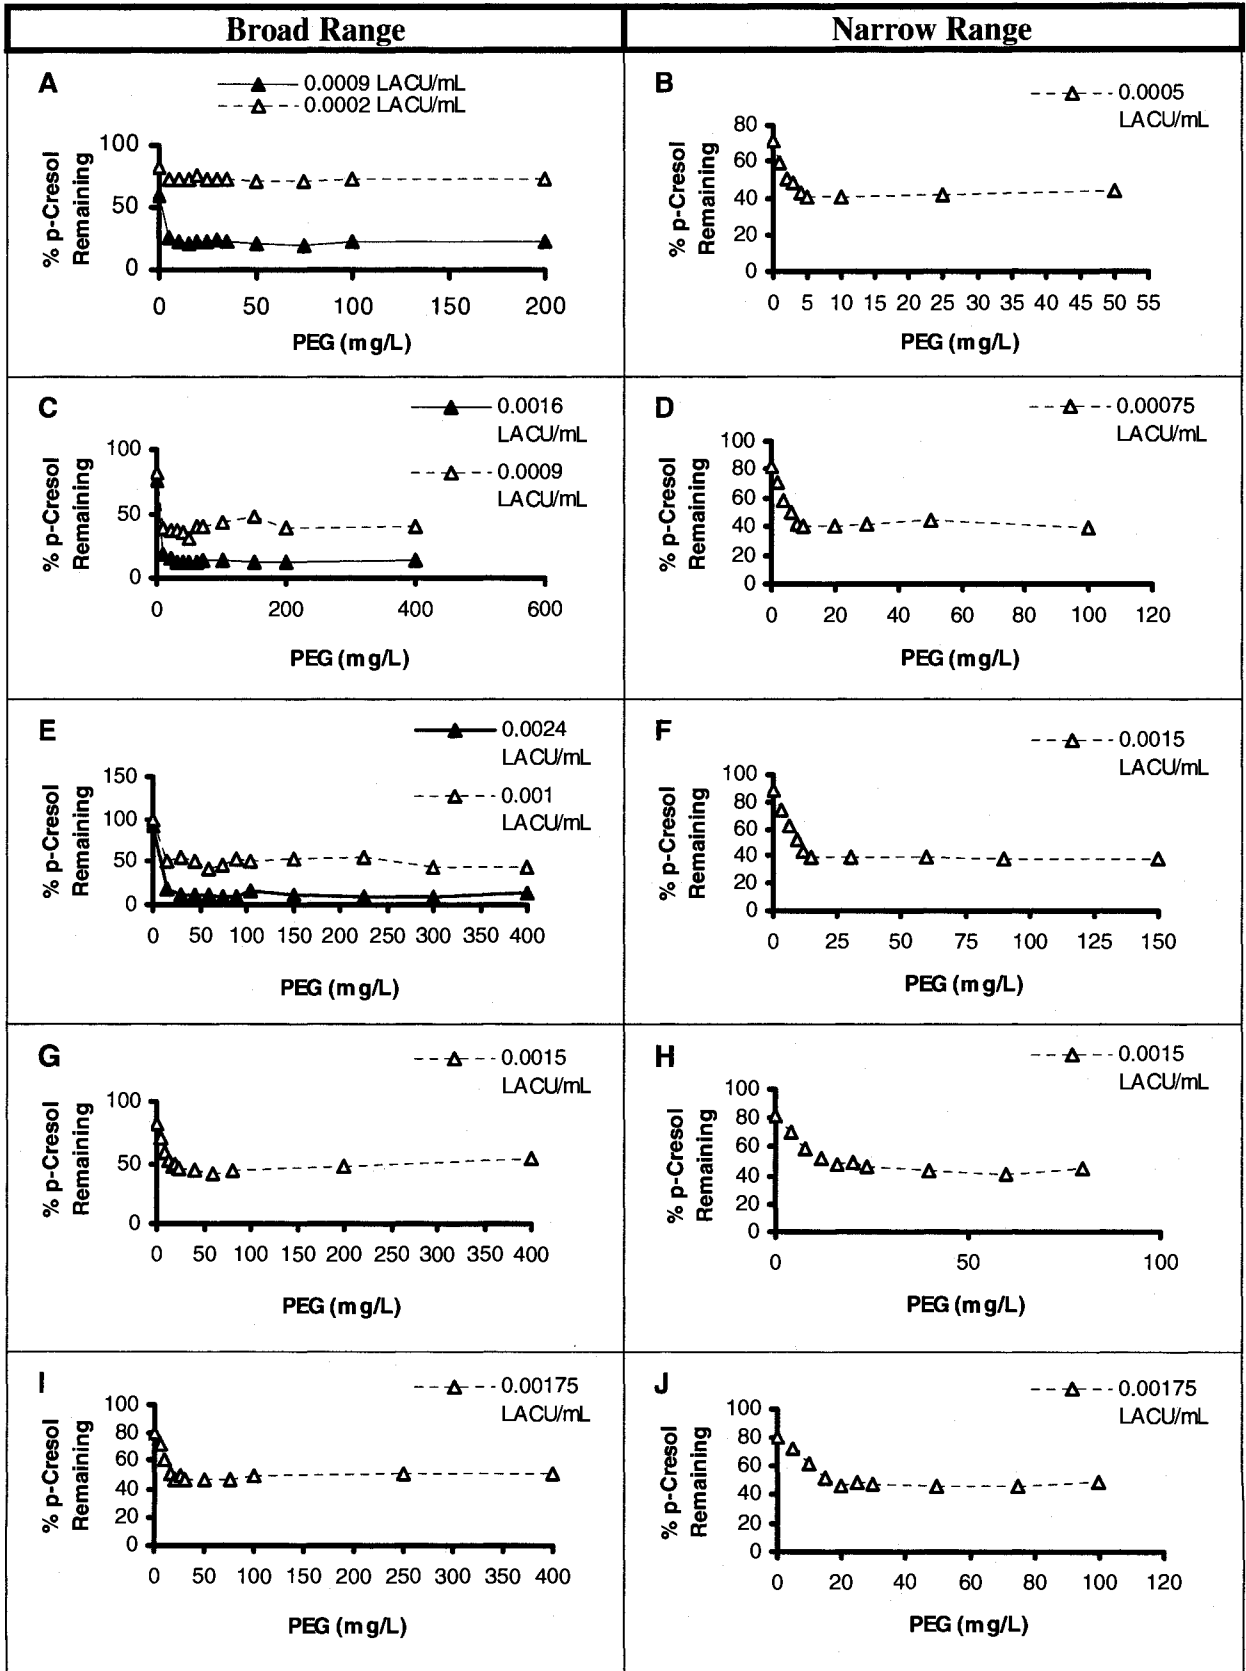 Broad Range
Narrow Range
A
0.0009 LACU/mL
0.0002 LACU/mL
% p-Cresol
Remaining
100
50
0
0 50 100 150 200
PEG (mg/L)
B
0.0005
LACU/mL
% p-Cresol
Remaining
80
60
40
20
0
0 5 10 15 20 25 30 35 40 45 50 55
PEG (mg/L)
C
0.0016
LACU/mL
0.0009
LACU/mL
% p-Cresol
Remaining
100
50
0
0 200 400 600
PEG (mg/L)
D
0.00075
LACU/mL
% p-Cresol
Remaining
100
80
60
40
20
0
0 20 40 60 80 100 120
PEG (mg/L)
E
0.0024
LACU/mL
0.001
LACU/mL
% p-Cresol
Remaining
150
100
50
0
0 50 100 150 200 250 300 350 400
PEG (mg/L)
F
0.0015
LACU/mL
% p-Cresol
Remaining
100
80
60
40
20
0
0 25 50 75 100 125 150
PEG (mg/L)
G
0.0015
LACU/mL
% p-Cresol
Remaining
100
50
0
0 50 100 150 200 250 300 350 400
PEG (mg/L)
H
0.0015
LACU/mL
% p-Cresol
Remaining
100
80
60
40
20
0
0 50 100
PEG (mg/L)
I
0.00175
LACU/mL
% p-Cresol
Remaining
100
80
60
40
20
0
0 50 100 150 200 250 300 350 400
PEG (mg/L)
J
0.00175
LACU/mL
% p-Cresol
Remaining
100
80
60
40
20
0
0 20 40 60 80 100 120
PEG (mg/L)